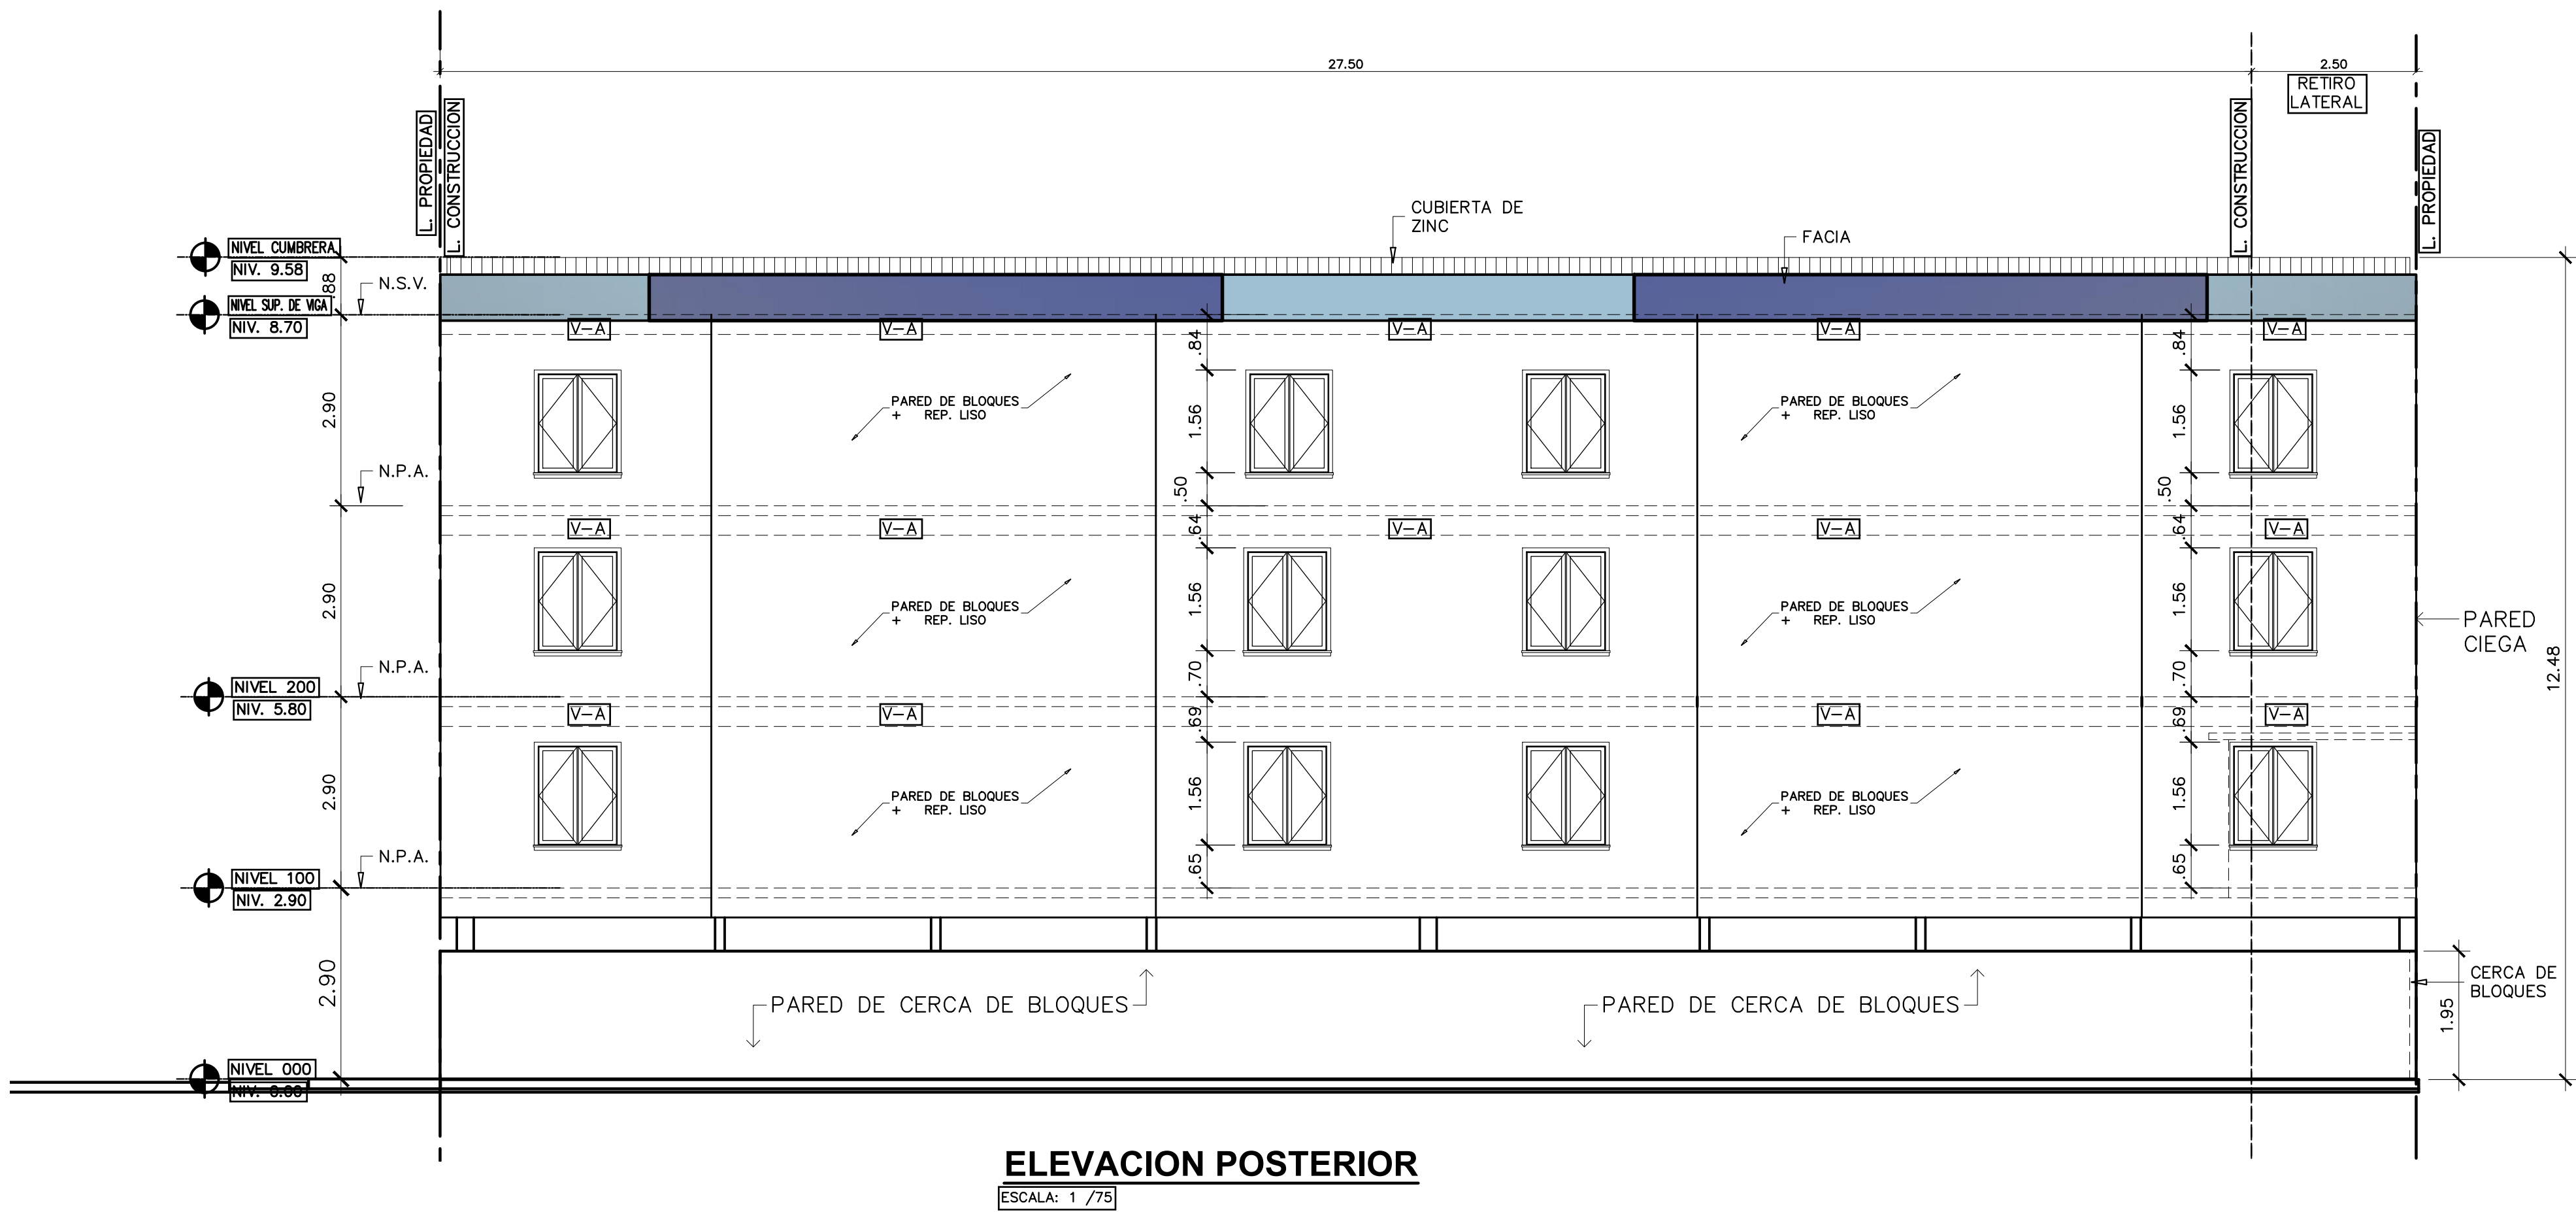 27.50
2.50
RETIRO
LATERAL
L. PROPIEDAD
L. CONSTRUCCION
L. CONSTRUCCION
L. PROPIEDAD
CUBIERTA DE
ZINC
FACIA
NIVEL CUMBRERA
NIV. 9.58
.88
N.S.V.
NIVEL SUP. DE VIGA
NIV. 8.70
V-A
V-A
V-A
V-A
V-A
.84
.84
2.90
PARED DE BLOQUES
+ REP. LISO
1.56
PARED DE BLOQUES
+ REP. LISO
1.56
N.P.A.
.50
.50
V-A
V-A
.64
V-A
V-A
.64
V-A
2.90
PARED DE BLOQUES
+ REP. LISO
1.56
PARED DE BLOQUES
+ REP. LISO
1.56
PARED
CIEGA
12.48
N.P.A.
.70
.70
NIVEL 200
NIV. 5.80
V-A
V-A
.69
V-A
.69
V-A
2.90
PARED DE BLOQUES
+ REP. LISO
1.56
PARED DE BLOQUES
+ REP. LISO
1.56
N.P.A.
.65
.65
NIVEL 100
NIV. 2.90
2.90
PARED DE CERCA DE BLOQUES
PARED DE CERCA DE BLOQUES
CERCA DE
BLOQUES
1.95
NIVEL 000
NIV. 0.00
ELEVACION POSTERIOR
ESCALA: 1 /75